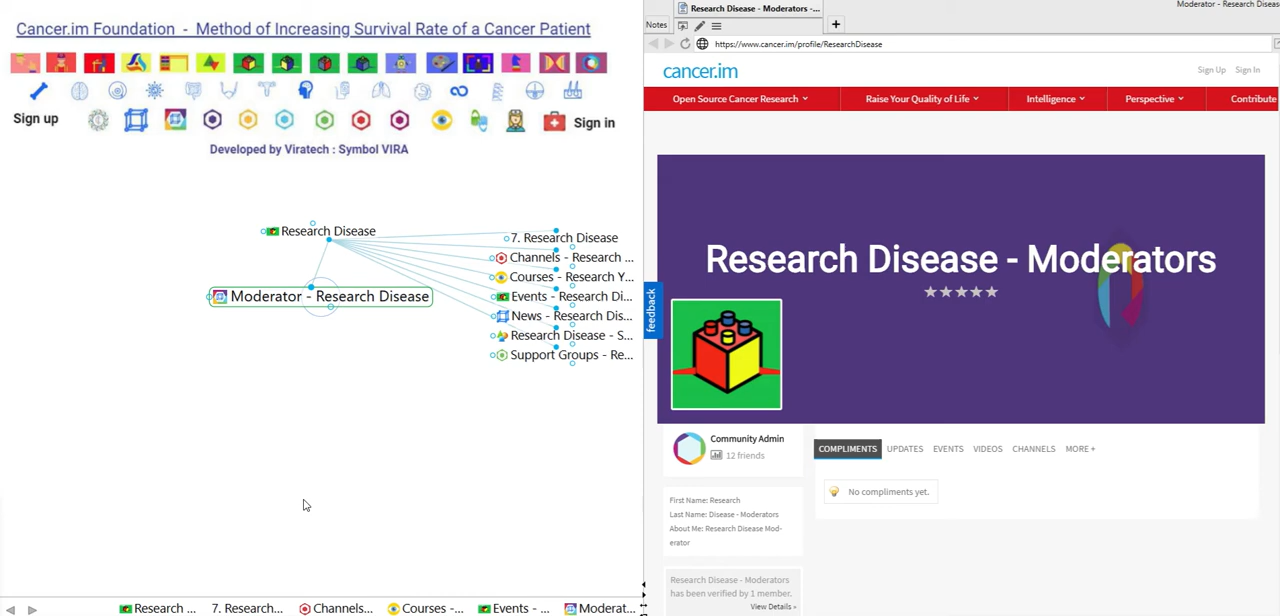 Cancer.im Foundation - Method of Increasing Survival Rate of a Cancer Patient
Sign up
Sign in
Developed by Viratech : Symbol VIRA
Research Disease
Moderator - Research Disease
7. Research Disease
Channels - Research ...
Courses - Research Y...
Events - Research Di...
News - Research Dis...
Research Disease - S...
Support Groups - Re...
Research ...
7. Research...
Channels...
Courses -...
Events - ...
Moderat...
Research Disease - Moderators -...
Moderator - Research Disease
Notes
https://www.cancer.im/profile/ResearchDisease
cancer.im
Sign Up Sign In
Open Source Cancer Research Raise Your Quality of Life Intelligence Perspective Contribute
Research Disease - Moderators
feedback
Community Admin
12 friends
COMPLIMENTS UPDATES EVENTS VIDEOS CHANNELS MORE +
No compliments yet.
First Name: Research
Last Name: Disease - Moderators
About Me: Research Disease Mod-
erator
Research Disease - Moderators
has been verified by 1 member.
View Details »